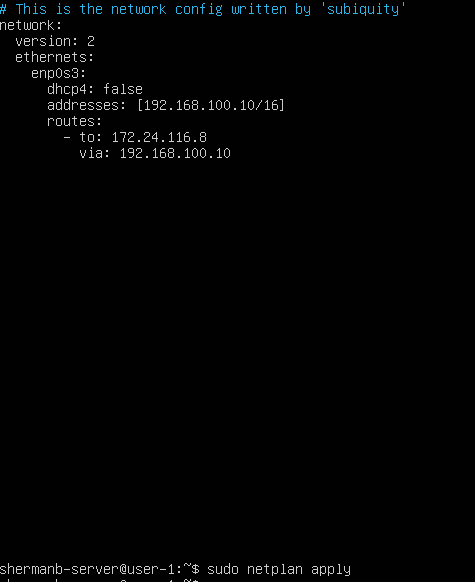 # This is the network config written by 'subiquity'
network:
  version: 2
  ethernets:
    enp0s3:
      dhcp4: false
      addresses: [192.168.100.10/16]
      routes:
        - to: 172.24.116.8
          via: 192.168.100.10
shermanb-server@user-1:~$ sudo netplan apply